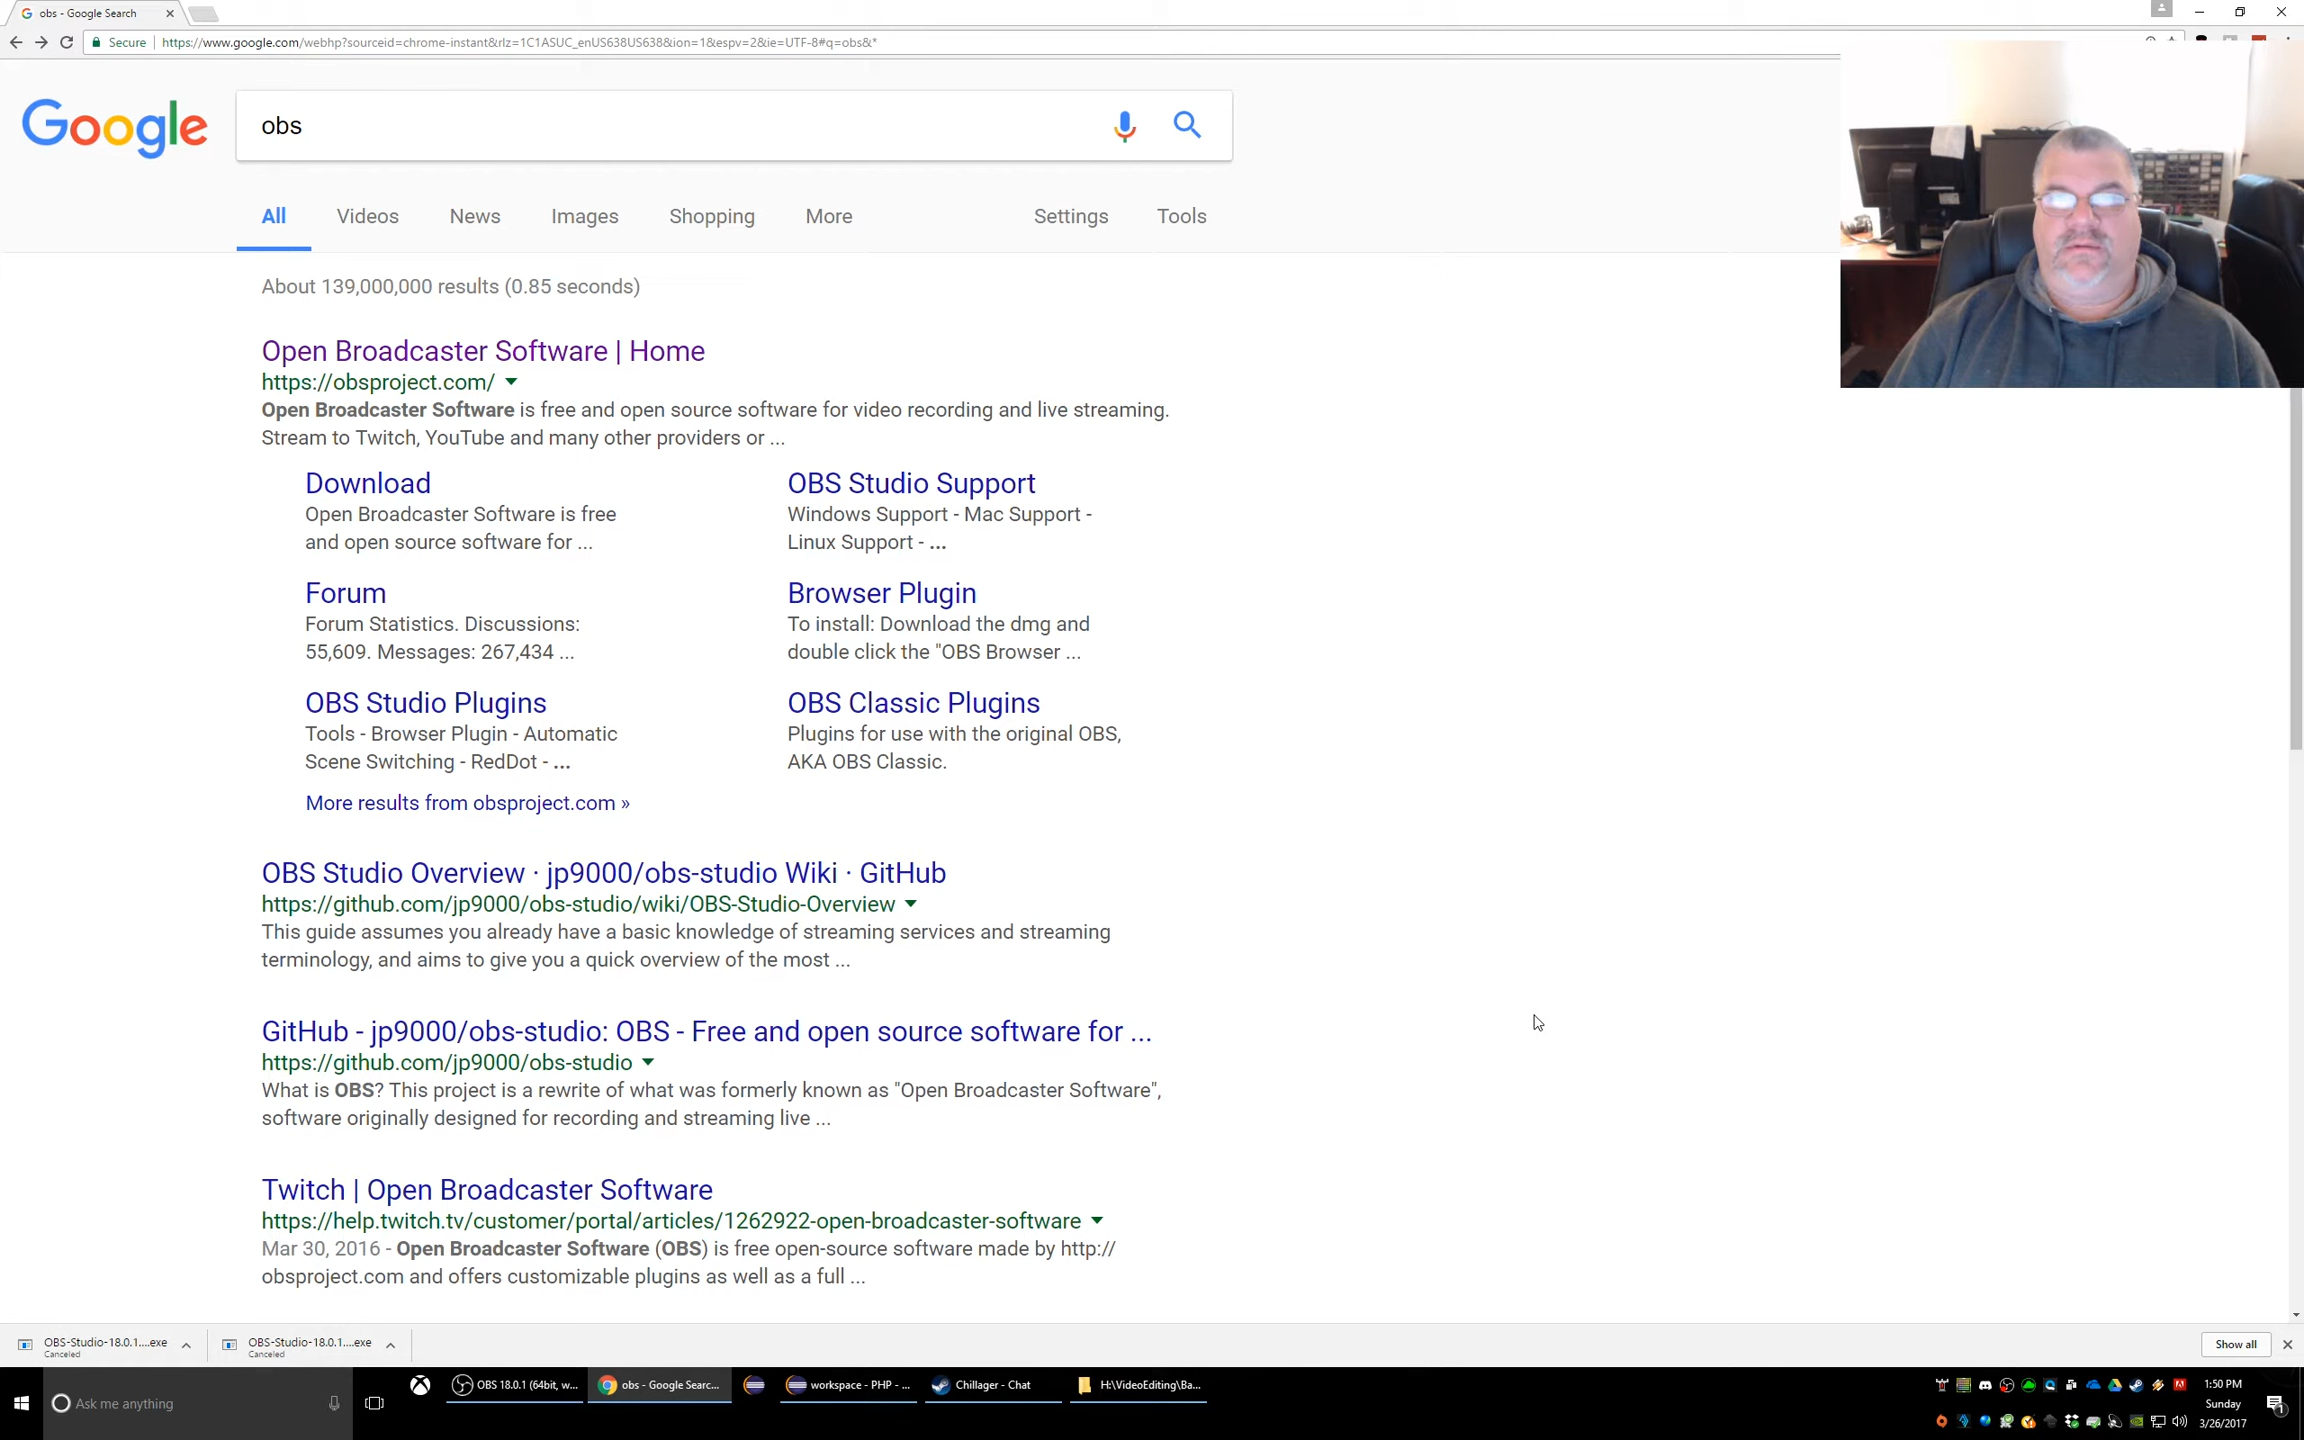 obs - Google Search
Secure
https://www.google.com/webhp?sourceid=chrome-instant&rlz=1C1ASUC_enUS638US638&ion=1&espv=2&ie=UTF-8#q=obs&*
Google
obs
All Videos News Images Shopping More Settings Tools
About 139,000,000 results (0.85 seconds)
Open Broadcaster Software | Home
https://obsproject.com/
Open Broadcaster Software is free and open source software for video recording and live streaming.
Stream to Twitch, YouTube and many other providers or ...
Download
Open Broadcaster Software is free
and open source software for ...
OBS Studio Support
Windows Support - Mac Support -
Linux Support - ...
Forum
Forum Statistics. Discussions:
55,609. Messages: 267,434 ...
Browser Plugin
To install: Download the dmg and
double click the "OBS Browser ...
OBS Studio Plugins
Tools - Browser Plugin - Automatic
Scene Switching - RedDot - ...
OBS Classic Plugins
Plugins for use with the original OBS,
AKA OBS Classic.
More results from obsproject.com »
OBS Studio Overview · jp9000/obs-studio Wiki · GitHub
https://github.com/jp9000/obs-studio/wiki/OBS-Studio-Overview
This guide assumes you already have a basic knowledge of streaming services and streaming
terminology, and aims to give you a quick overview of the most ...
GitHub - jp9000/obs-studio: OBS - Free and open source software for ...
https://github.com/jp9000/obs-studio
What is OBS? This project is a rewrite of what was formerly known as "Open Broadcaster Software",
software originally designed for recording and streaming live ...
Twitch | Open Broadcaster Software
https://help.twitch.tv/customer/portal/articles/1262922-open-broadcaster-software
Mar 30, 2016 - Open Broadcaster Software (OBS) is free open-source software made by http://
obsproject.com and offers customizable plugins as well as a full ...
OBS-Studio-18.0.1....exe
Canceled
OBS-Studio-18.0.1....exe
Canceled
Show all
Ask me anything
OBS 18.0.1 (64bit, w...
obs - Google Searc...
workspace - PHP - ...
Chillager - Chat
H:\VideoEditing\Ba...
1:50 PM
Sunday
3/26/2017
1